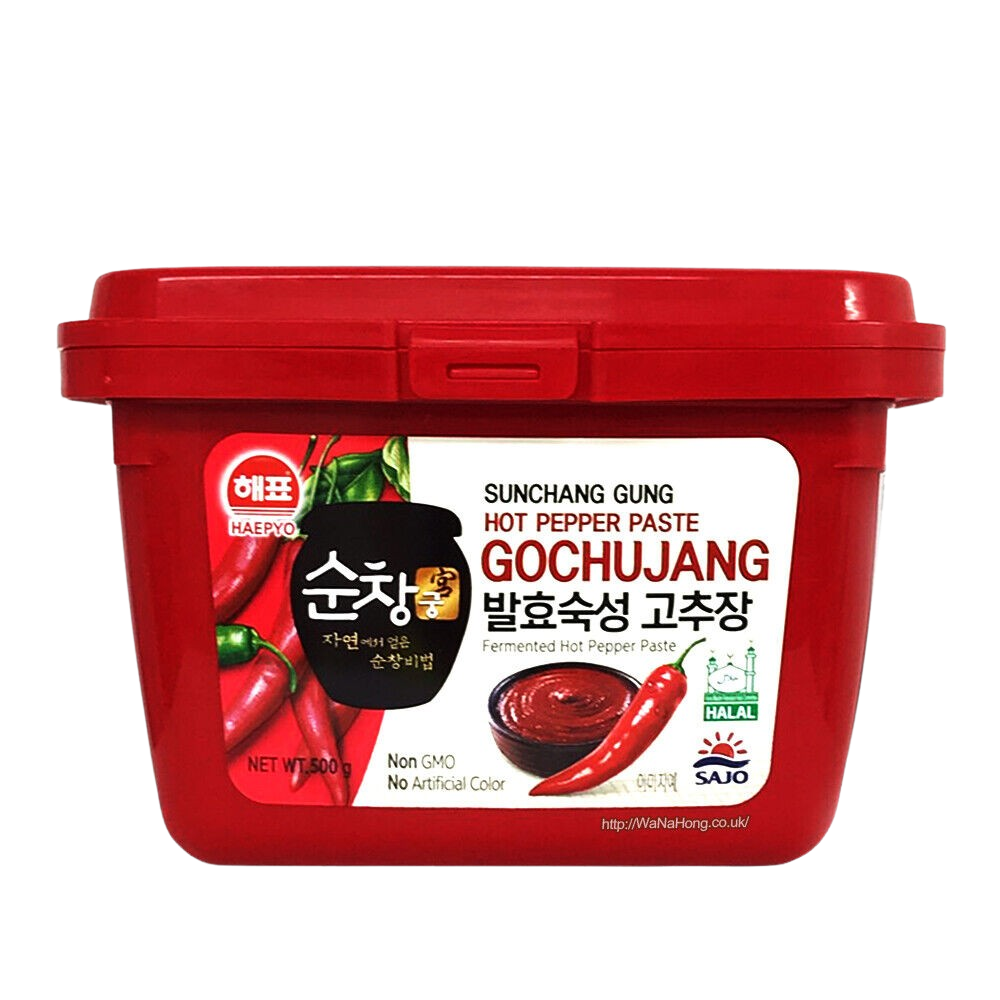 해표
HAEPYO
순창궁
宮
자연에서 얻은
순창비법
NET WT.500 g
Non GMO
No Artificial Color
SUNCHANG GUNG
HOT PEPPER PASTE
GOCHUJANG
발효숙성 고추장
Fermented Hot Pepper Paste
HALAL
SAJO
http://WaNaHong.co.uk/